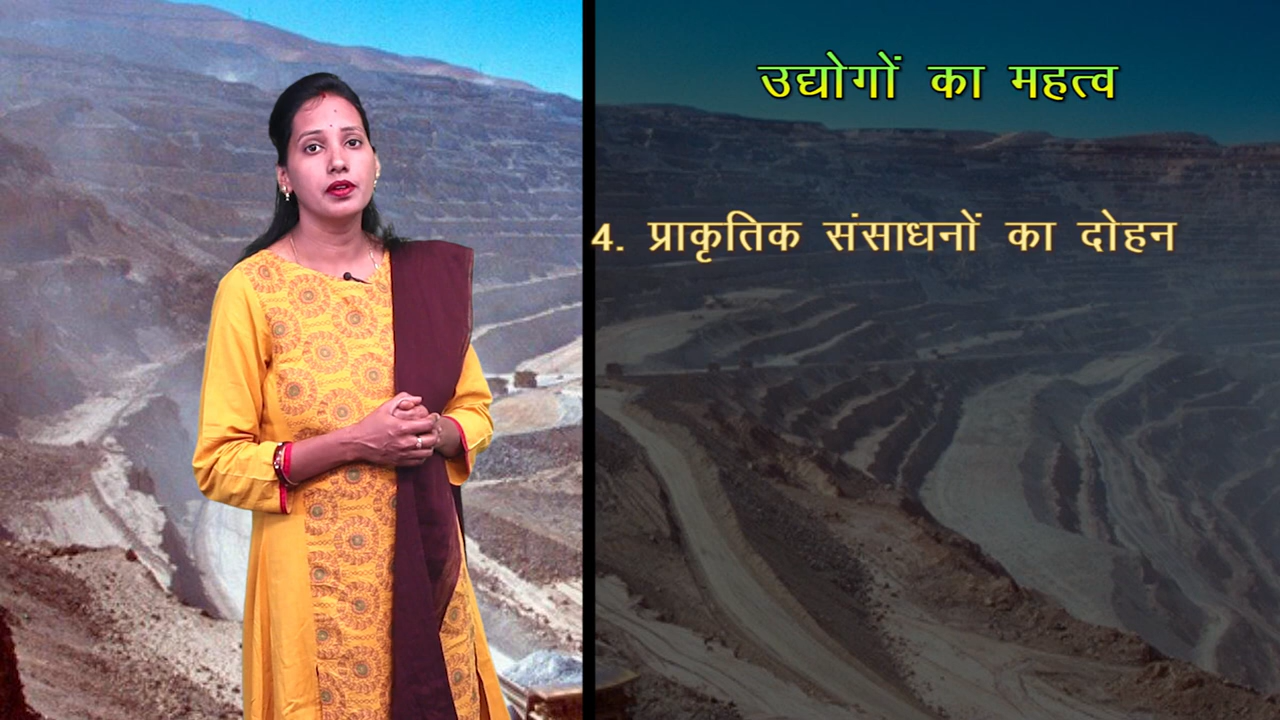 उद्योगों का महत्व
4. प्राकृतिक संसाधनों का दोहन